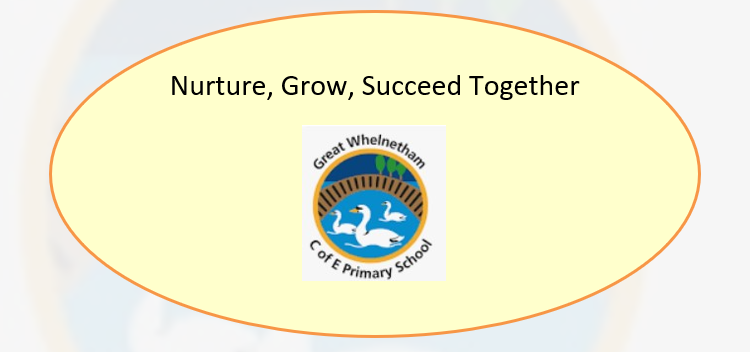 Nurture, Grow, Succeed Together
Great Whelnetham
C of E Primary School